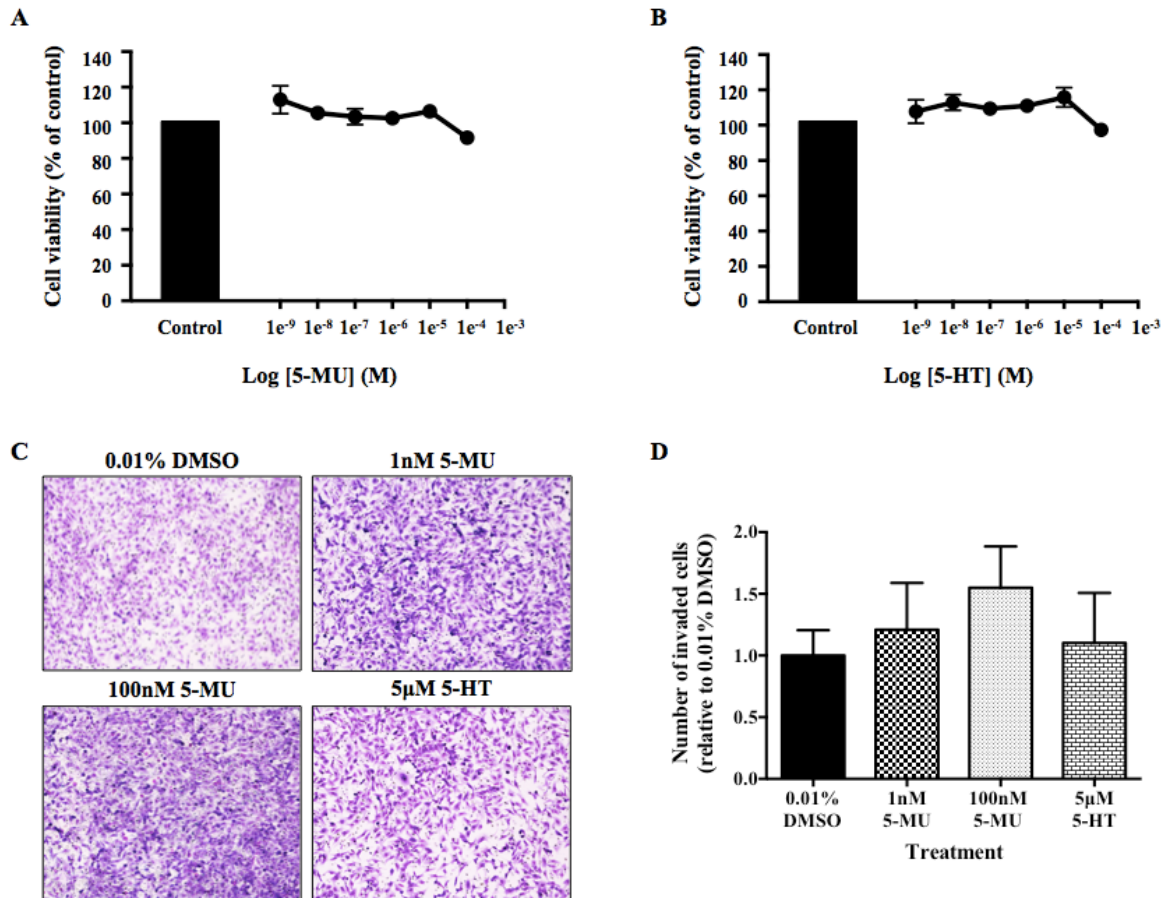 A
Cell viability (% of control)
140
120
100
80
60
40
20
0
Control
1e⁻⁹ 1e⁻⁸ 1e⁻⁷ 1e⁻⁶ 1e⁻⁵ 1e⁻⁴ 1e⁻³
Log [5-MU] (M)
B
Cell viability (% of control)
140
120
100
80
60
40
20
0
Control
1e⁻⁹ 1e⁻⁸ 1e⁻⁷ 1e⁻⁶ 1e⁻⁵ 1e⁻⁴ 1e⁻³
Log [5-HT] (M)
C
0.01% DMSO
1nM 5-MU
100nM 5-MU
5µM 5-HT
D
Number of invaded cells
(relative to 0.01% DMSO)
2.0
1.5
1.0
0.5
0.0
0.01%
DMSO
1nM
5-MU
100nM
5-MU
5µM
5-HT
Treatment